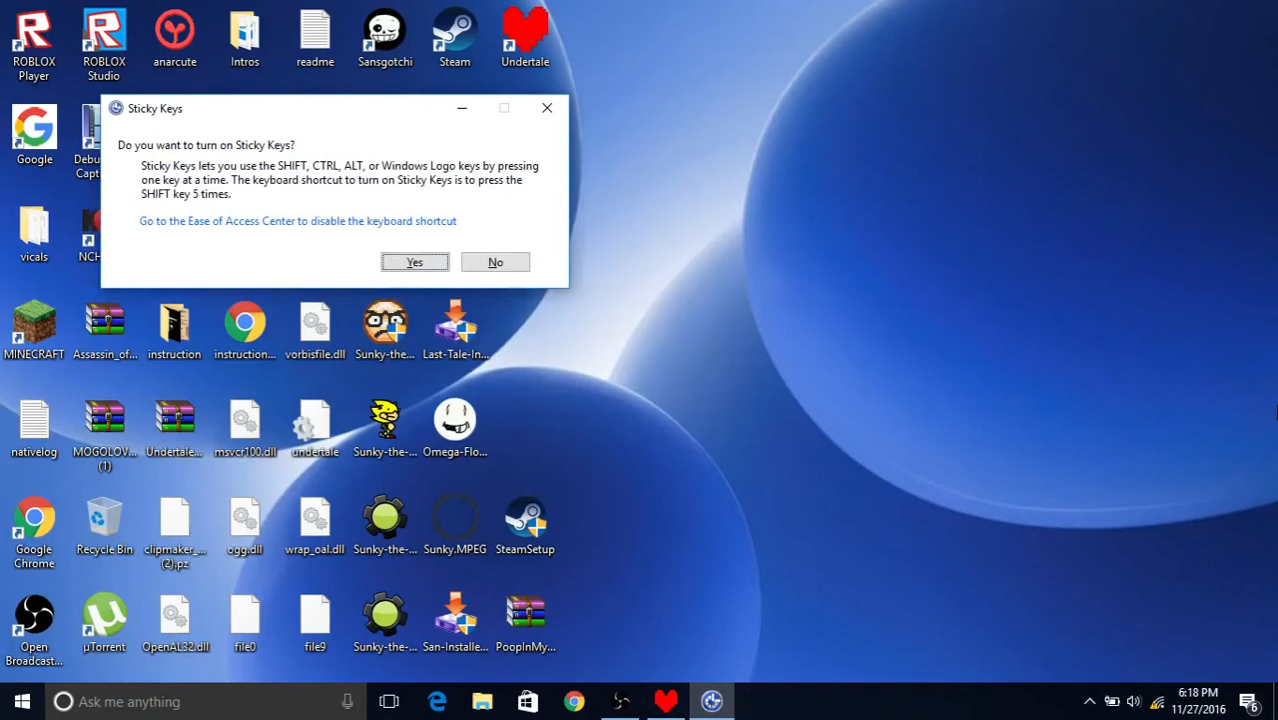 ROBLOX Player
ROBLOX Studio
anarcute
Intros
readme
Sansgotchi
Steam
Undertale
Sticky Keys
Do you want to turn on Sticky Keys?
Sticky Keys lets you use the SHIFT, CTRL, ALT, or Windows Logo keys by pressing
one key at a time. The keyboard shortcut to turn on Sticky Keys is to press the
SHIFT key 5 times.
Go to the Ease of Access Center to disable the keyboard shortcut
Yes
No
Google
Debu
Capt
vicals
NCH
MINECRAFT
Assassin_of...
instruction
instruction...
vorbisfile.dll
Sunky-the...
Last-Tale-In...
nativelog
MOGOLOV... (1)
Undertale...
msvcr100.dll
undertale
Sunky-the-...
Omega-Flo...
Google Chrome
Recycle Bin
clipmaker_... (2).pz
ogg.dll
wrap_oal.dll
Sunky-the-...
Sunky.MPEG
SteamSetup
Open Broadcast...
µTorrent
OpenAL32.dll
file0
file9
Sunky-the-...
San-Installe...
PoopInMy...
Ask me anything
6:18 PM
11/27/2016
6